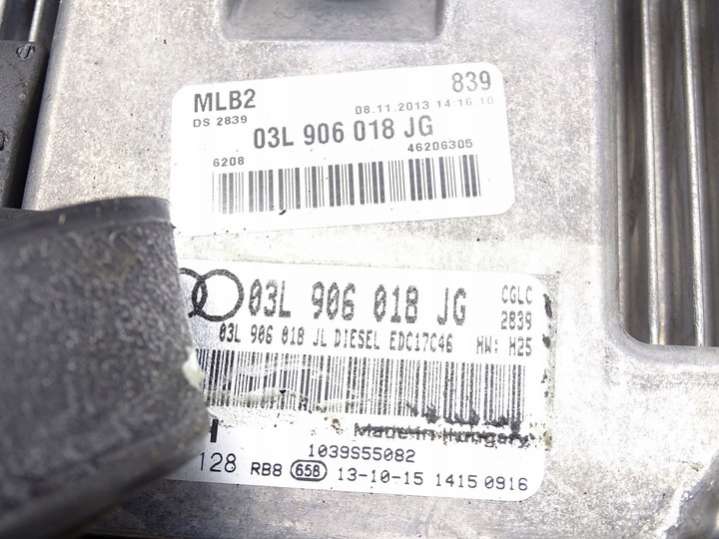 MLB2 839
DS 2839 08.11.2013 14 16 10
03L 906 018 JG
6208 46206305
03L 906 018 JG CGLC
2839
03L 906 018 JL DIESEL EDC17C46 HW: H25
H Made in Hungary
1039S55082
128 RB8 658 13-10-15 1415 0916